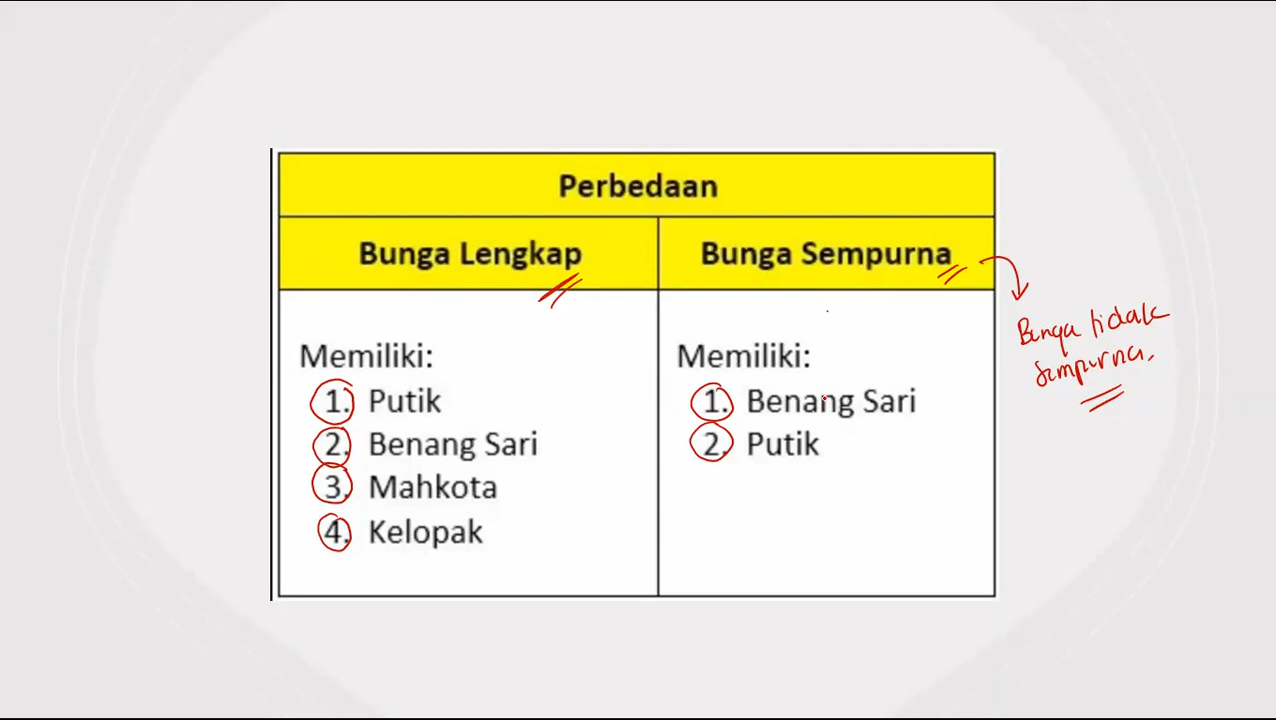 Perbedaan
Bunga Lengkap
Bunga Sempurna
Memiliki:
1. Putik
2. Benang Sari
3. Mahkota
4. Kelopak
Memiliki:
1. Benang Sari
2. Putik
Bunga tidak
sempurna.